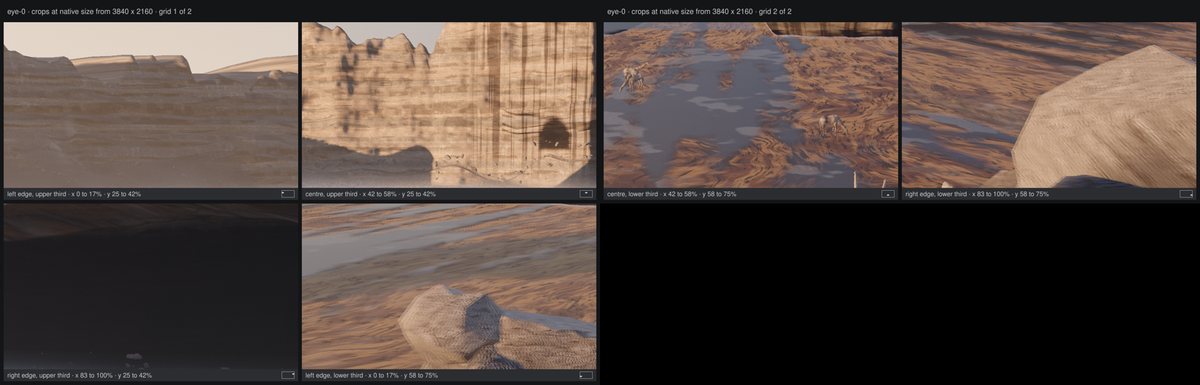 eye-0 · crops at native size from 3840 x 2160 · grid 1 of 2
left edge, upper third · x 0 to 17% · y 25 to 42%
centre, upper third · x 42 to 58% · y 25 to 42%
right edge, upper third · x 83 to 100% · y 25 to 42%
left edge, lower third · x 0 to 17% · y 58 to 75%
eye-0 · crops at native size from 3840 x 2160 · grid 2 of 2
centre, lower third · x 42 to 58% · y 58 to 75%
right edge, lower third · x 83 to 100% · y 58 to 75%